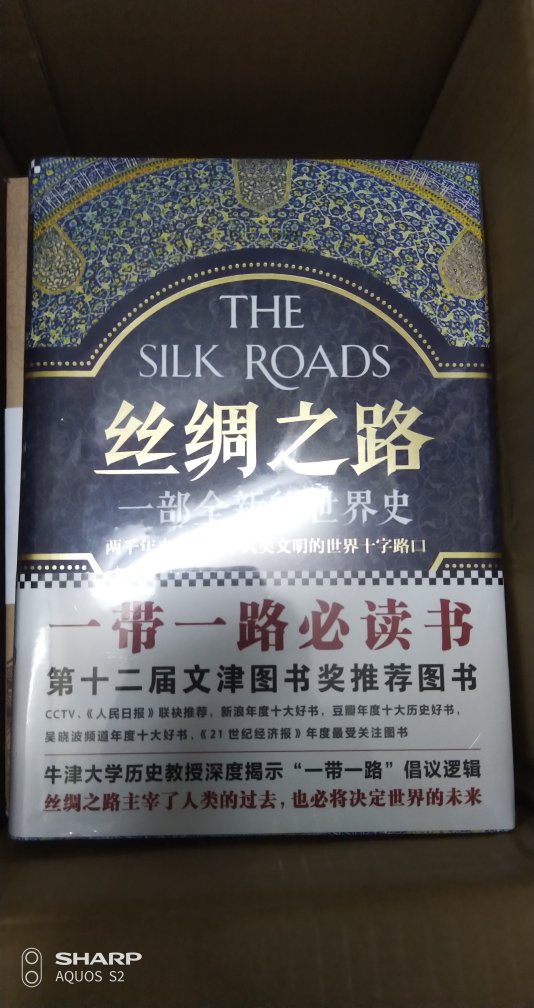 THE
SILK ROADS
丝绸之路
一部全新的世界史
两千年 人类文明的世界十字路口
一带一路必读书
第十二届文津图书奖推荐图书
CCTV、《人民日报》联袂推荐,新浪年度十大好书,豆瓣年度十大历史好书,
吴晓波频道年度十大好书,《21世纪经济报》年度最受关注图书
牛津大学历史教授深度揭示“一带一路”倡议逻辑
丝绸之路主宰了人类的过去,也必将决定世界的未来
SHARP
AQUOS S2